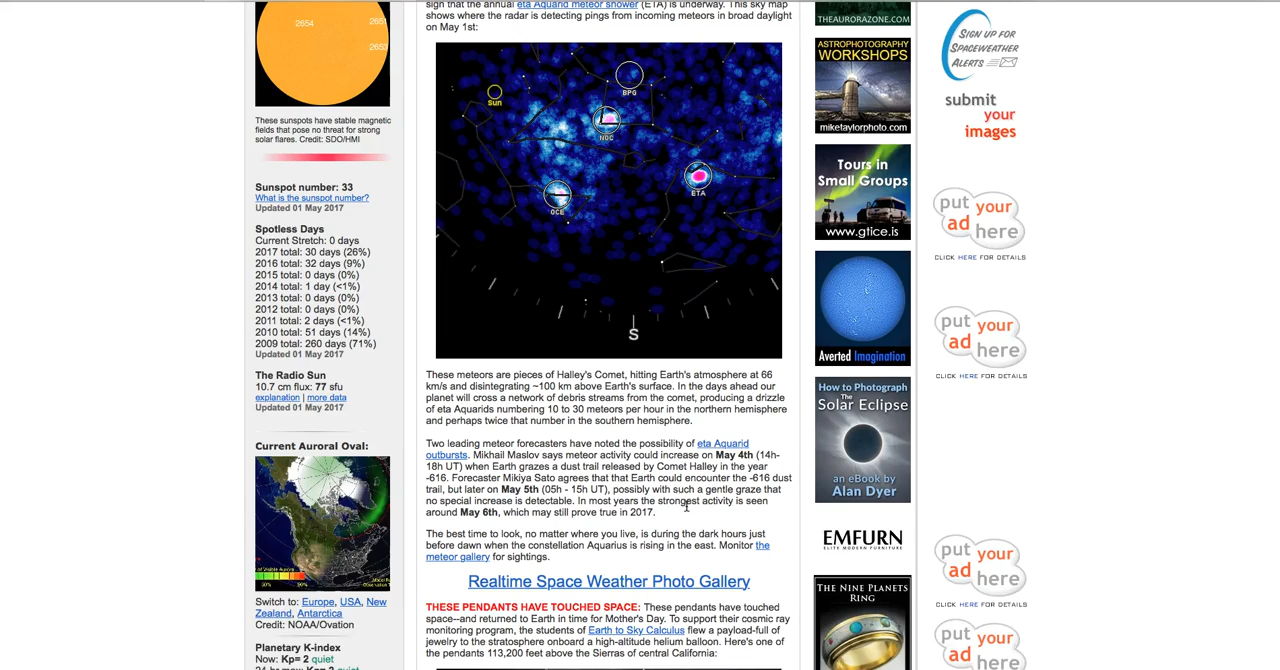 2654
265
2653
These sunspots have stable magnetic
fields that pose no threat for strong
solar flares. Credit: SDO/HMI
Sunspot number: 33
What is the sunspot number?
Updated 01 May 2017
Spotless Days
Current Stretch: 0 days
2017 total: 30 days (26%)
2016 total: 32 days (9%)
2015 total: 0 days (0%)
2014 total: 1 day (<1%)
2013 total: 0 days (0%)
2012 total: 0 days (0%)
2011 total: 2 days (<1%)
2010 total: 51 days (14%)
2009 total: 260 days (71%)
Updated 01 May 2017
The Radio Sun
10.7 cm flux: 77 sfu
explanation | more data
Updated 01 May 2017
Current Auroral Oval:
Switch to: Europe, USA, New
Zealand, Antarctica
Credit: NOAA/Ovation
Planetary K-index
Now: Kp= 2 quiet
sign that the annual eta Aquarid meteor shower (ETA) is underway. This sky map
shows where the radar is detecting pings from incoming meteors in broad daylight
on May 1st:
Sun
BPG
NOC
ETA
OCE
S
These meteors are pieces of Halley's Comet, hitting Earth's atmosphere at 66
km/s and disintegrating ~100 km above Earth's surface. In the days ahead our
planet will cross a network of debris streams from the comet, producing a drizzle
of eta Aquarids numbering 10 to 30 meteors per hour in the northern hemisphere
and perhaps twice that number in the southern hemisphere.
Two leading meteor forecasters have noted the possibility of eta Aquarid
outbursts. Mikhail Maslov says meteor activity could increase on May 4th (14h-
18h UT) when Earth grazes a dust trail released by Comet Halley in the year
-616. Forecaster Mikiya Sato agrees that that Earth could encounter the -616 dust
trail, but later on May 5th (05h - 15h UT), possibly with such a gentle graze that
no special increase is detectable. In most years the strongest activity is seen
around May 6th, which may still prove true in 2017.
The best time to look, no matter where you live, is during the dark hours just
before dawn when the constellation Aquarius is rising in the east. Monitor the
meteor gallery for sightings.
Realtime Space Weather Photo Gallery
THESE PENDANTS HAVE TOUCHED SPACE: These pendants have touched
space--and returned to Earth in time for Mother's Day. To support their cosmic ray
monitoring program, the students of Earth to Sky Calculus flew a payload-full of
jewelry to the stratosphere onboard a high-altitude helium balloon. Here's one of
the pendants 113,200 feet above the Sierras of central California:
THEAURORAZONE.COM
ASTROPHOTOGRAPHY
WORKSHOPS
miketaylorphoto.com
Tours in
Small Groups
www.gtice.is
Averted Imagination
How to Photograph
The
Solar Eclipse
an eBook by
Alan Dyer
EMFURN
ELITE MODERN FURNITURE
THE NINE PLANETS
RING
SIGN UP FOR
SPACEWEATHER
ALERTS
submit
your
images
put your
ad here
CLICK HERE FOR DETAILS
put your
ad here
CLICK HERE FOR DETAILS
put your
ad here
CLICK HERE FOR DETAILS
put your
ad here